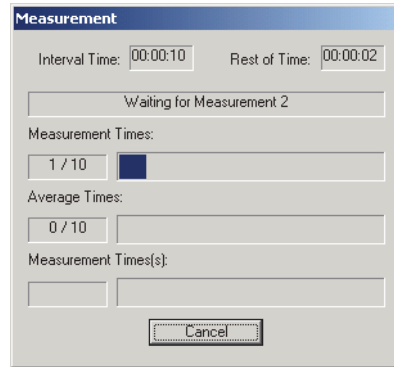 Measurement
Interval Time: 00:00:10 Rest of Time: 00:00:02
Waiting for Measurement 2
Measurement Times:
1 / 10
Average Times:
0 / 10
Measurement Times(s):
Cancel